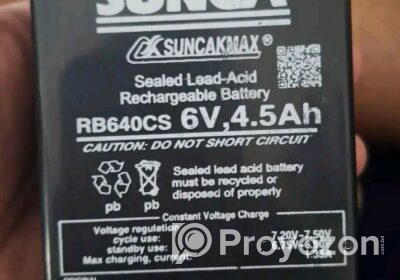 SUNCA
SUNCAKMAX
Sealed Lead-Acid
Rechargeable Battery
RB640CS 6V,4.5Ah
CAUTION: DO NOT SHORT CIRCUIT
Sealed lead acid battery
must be recycled or
disposed of properly.
pb pb
Constant Voltage Charge
Voltage regulation
cycle use: 7.20V-7.50V
standby use:
Max charging, current:
Proyojon